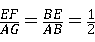 EF/AG = BE/AB = 1/2